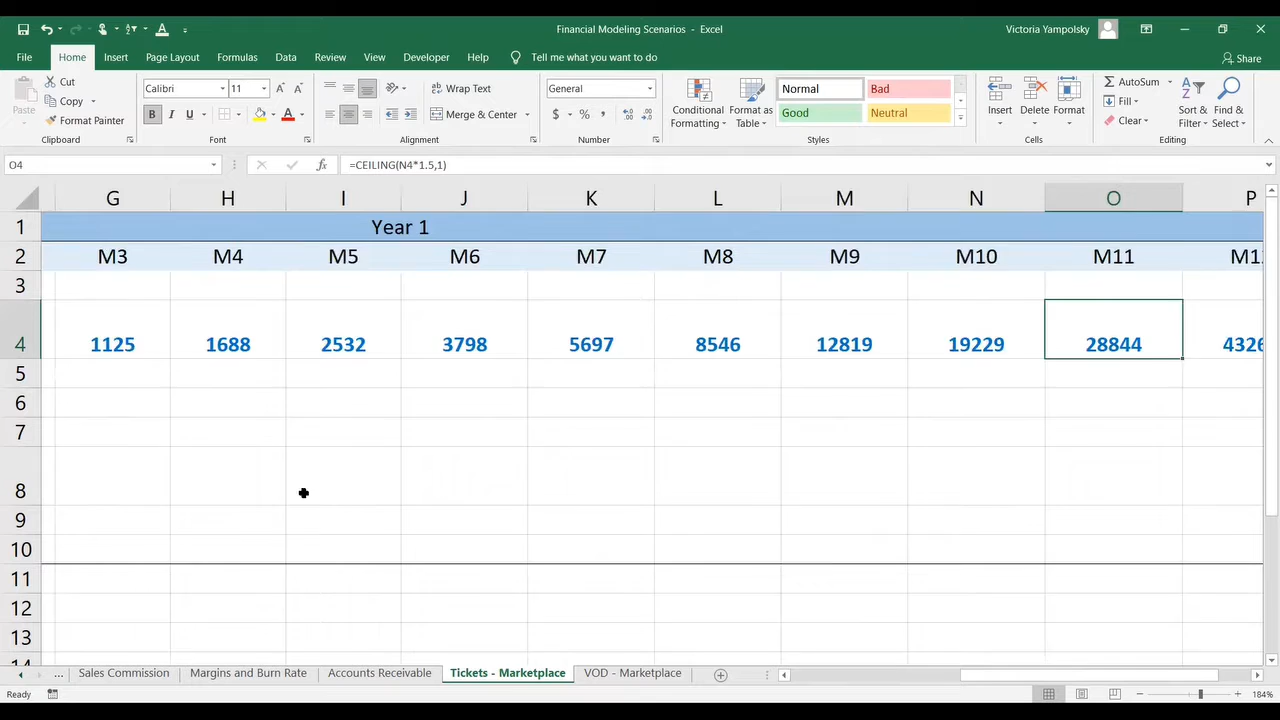 Financial Modeling Scenarios - Excel
Victoria Yampolsky
File Home Insert Page Layout Formulas Data Review View Developer Help Tell me what you want to do Share
Paste
Cut
Copy
Format Painter
Clipboard
Calibri 11
B I U
Font
Wrap Text
Merge & Center
Alignment
General
$ % ,
Number
Conditional Formatting
Format as Table
Normal Bad
Good Neutral
Styles
Insert Delete Format
Cells
AutoSum
Fill
Clear
Sort & Filter
Find & Select
Editing
O4 fx =CEILING(N4*1.5,1)
G H I J K L M N O P
1 Year 1
2 M3 M4 M5 M6 M7 M8 M9 M10 M11
3
4 1125 1688 2532 3798 5697 8546 12819 19229 28844
5
6
7
8
9
10
11
12
13
14
... Sales Commission Margins and Burn Rate Accounts Receivable Tickets - Marketplace VOD - Marketplace
Ready 184%